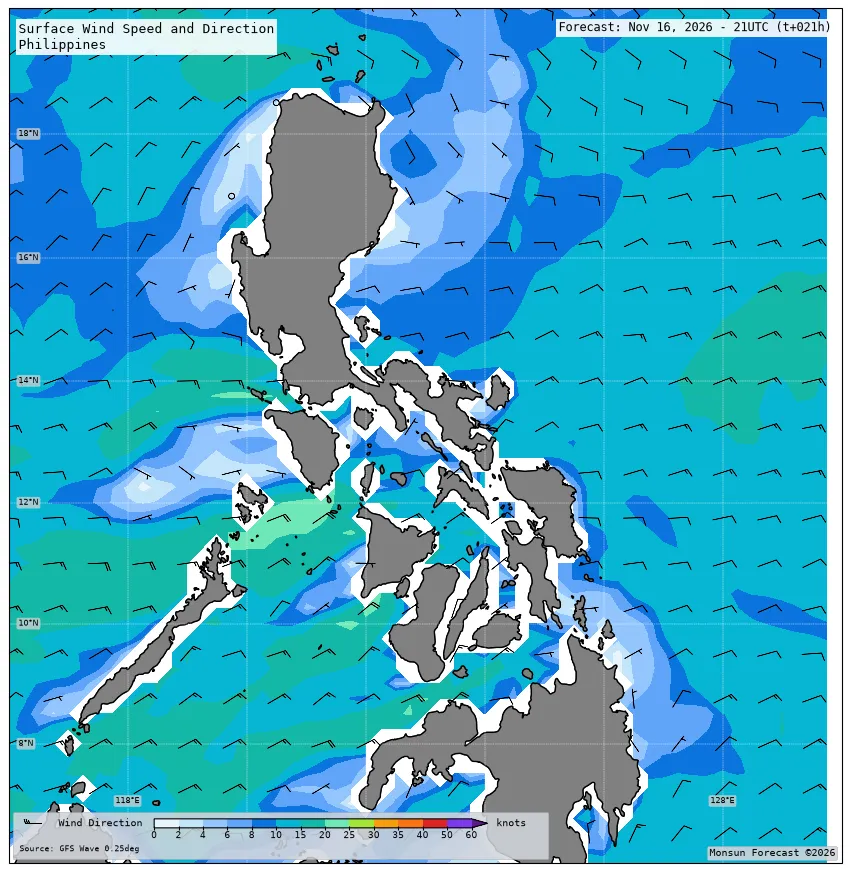 Surface Wind Speed and Direction
Philippines
Forecast: Nov 16, 2026 - 21UTC (t+021h)
18°N
16°N
14°N
12°N
10°N
8°N
118°E
128°E
Wind Direction
knots
0 2 4 6 8 10 15 20 25 30 35 40 50 60
Source: GFS Wave 0.25deg
Monsun Forecast ©2026